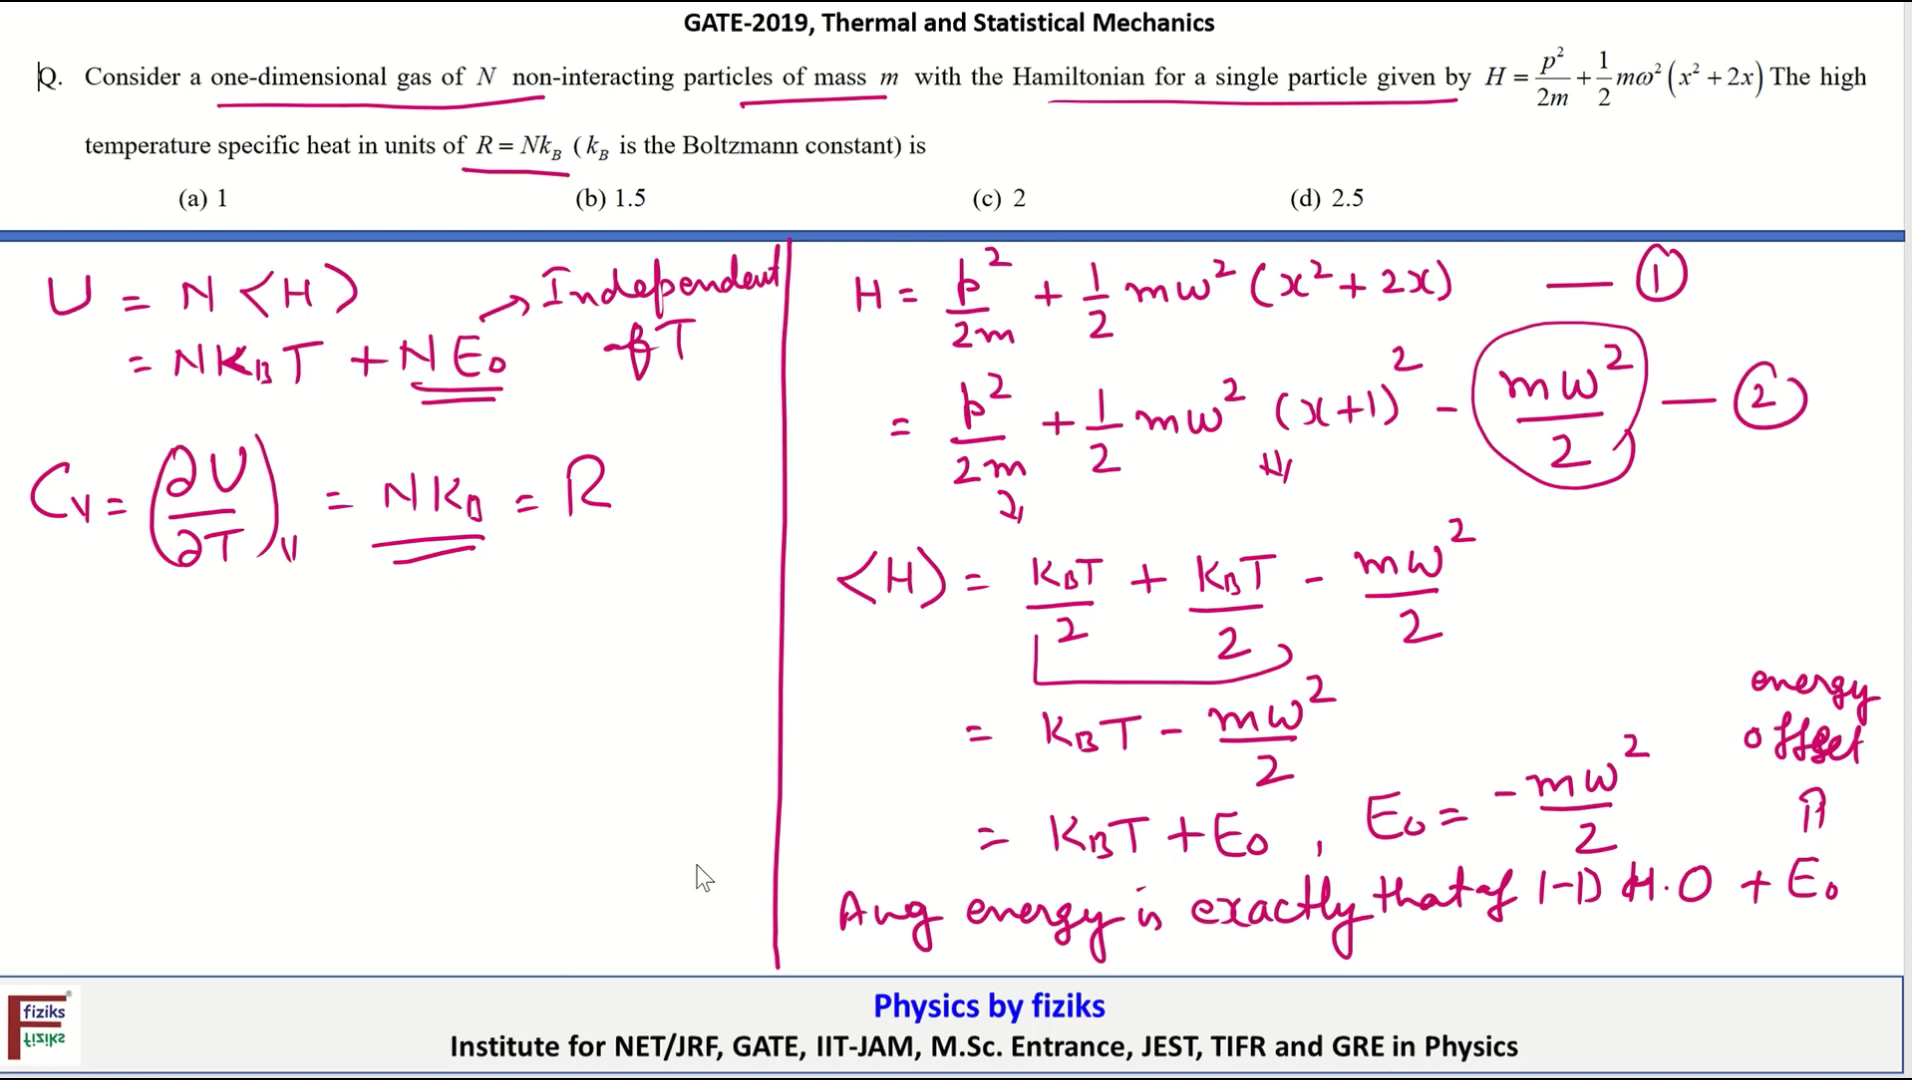 GATE-2019, Thermal and Statistical Mechanics
Q. Consider a one-dimensional gas of N non-interacting particles of mass m with the Hamiltonian for a single particle given by H = p²/2m + 1/2 mω² (x² + 2x) The high
temperature specific heat in units of R = Nk_B (k_B is the Boltzmann constant) is
(a) 1 (b) 1.5 (c) 2 (d) 2.5
U = N <H> → Independent of T
= NK_BT + NE₀
C_V = (∂U/∂T)_V = NK_B = R
H = p²/2m + 1/2 mω² (x² + 2x) — ①
= p²/2m + 1/2 mω² (x+1)² - mω²/2 — ②
<H> = K_BT/2 + K_BT/2 - mω²/2
= K_BT - mω²/2
= K_BT + E₀ , E₀ = -mω²/2
energy
offset
⇑
Avg energy is exactly that of 1-D H.O + E₀
fiziks
Physics by fiziks
Institute for NET/JRF, GATE, IIT-JAM, M.Sc. Entrance, JEST, TIFR and GRE in Physics